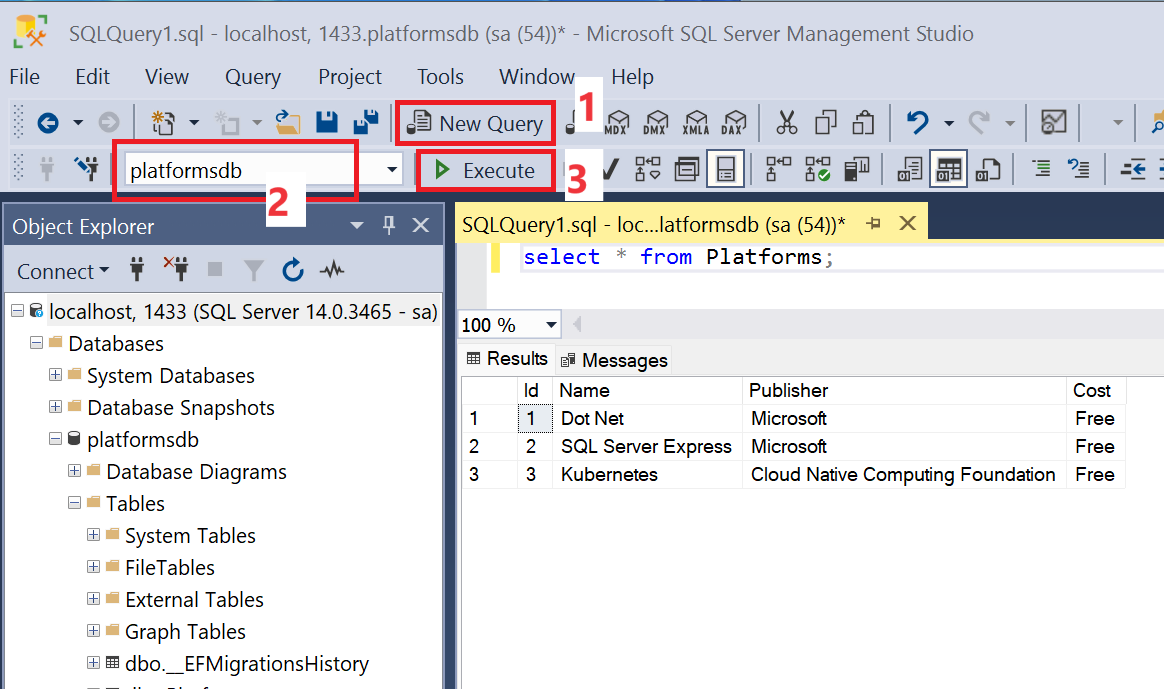 SQLQuery1.sql - localhost, 1433.platformsdb (sa (54))* - Microsoft SQL Server Management Studio
File Edit View Query Project Tools Window Help
New Query 1 MDX DMX XMLA DAX
platformsdb Execute
2 3
Object Explorer
SQLQuery1.sql - loc...latformsdb (sa (54))*
Connect
select * from Platforms;
localhost, 1433 (SQL Server 14.0.3465 - sa)
100 %
Databases
Results Messages
System Databases
Id Name Publisher Cost
Database Snapshots
1 1 Dot Net Microsoft Free
platformsdb
2 2 SQL Server Express Microsoft Free
Database Diagrams
3 3 Kubernetes Cloud Native Computing Foundation Free
Tables
System Tables
FileTables
External Tables
Graph Tables
dbo.__EFMigrationsHistory